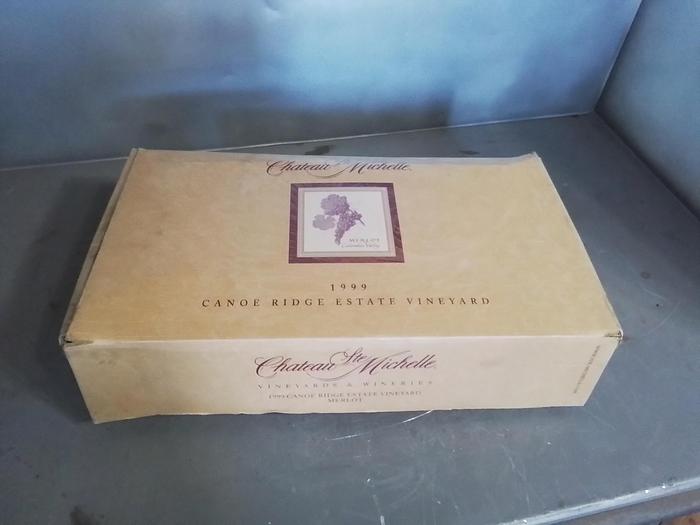 Chateau Ste Michelle
MERLOT
Columbia Valley
1999
CANOE RIDGE ESTATE VINEYARD
Chateau Ste Michelle
VINEYARDS & WINERIES
1999 CANOE RIDGE ESTATE VINEYARD
MERLOT